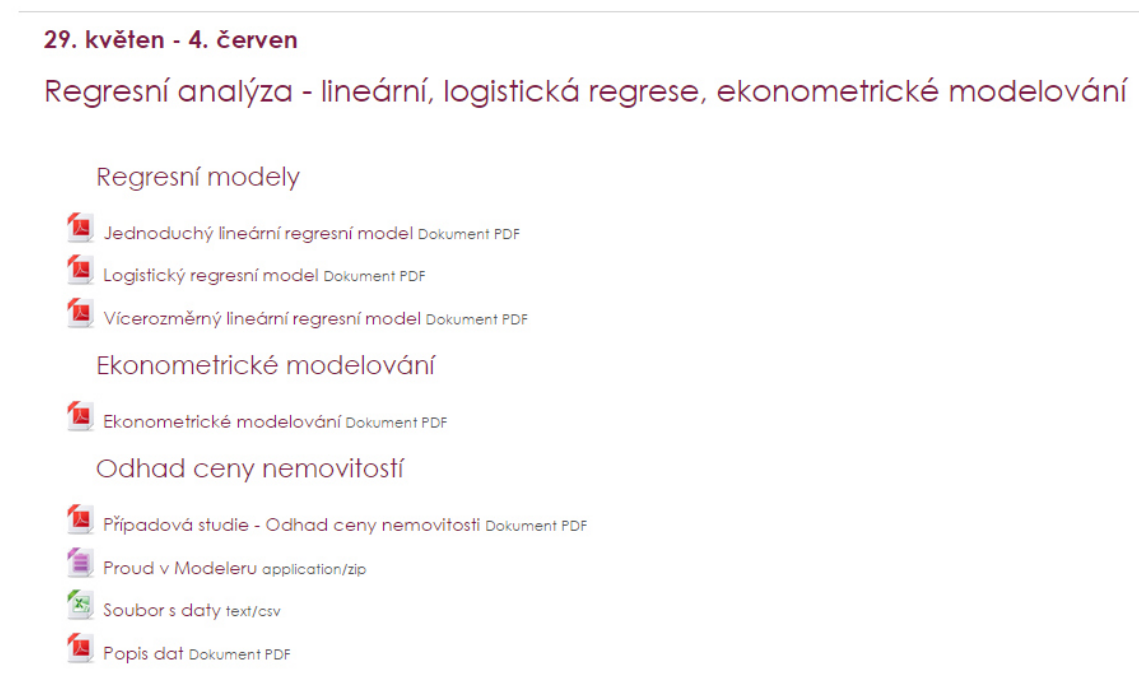 29. květen - 4. červen
Regresní analýza - lineární, logistická regrese, ekonometrické modelování
Regresní modely
Jednoduchý lineární regresní model Dokument PDF
Logistický regresní model Dokument PDF
Vícerozměrný lineární regresní model Dokument PDF
Ekonometrické modelování
Ekonometrické modelování Dokument PDF
Odhad ceny nemovitostí
Případová studie - Odhad ceny nemovitosti Dokument PDF
Proud v Modeleru application/zip
Soubor s daty text/csv
Popis dat Dokument PDF